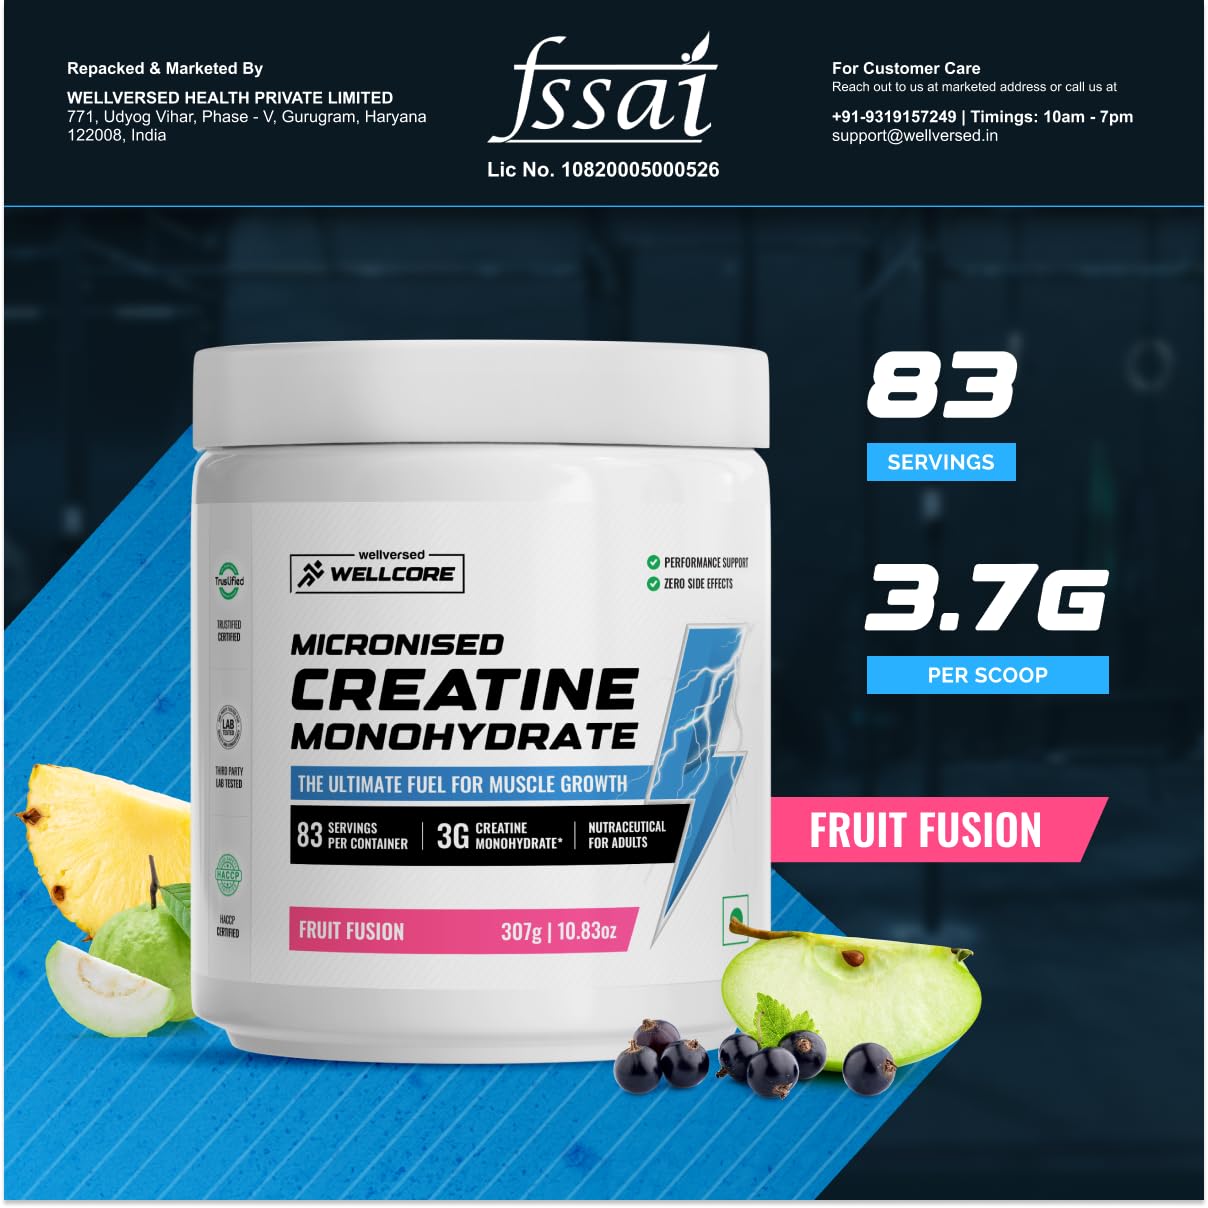 Repacked & Marketed By
WELLVERSED HEALTH PRIVATE LIMITED
771, Udyog Vihar, Phase - V, Gurugram, Haryana
122008, India
fssai
Lic No. 10820005000526
For Customer Care
Reach out to us at marketed address or call us at
+91-9319157249 | Timings: 10am - 7pm
support@wellversed.in
83
SERVINGS
3.7G
PER SCOOP
FRUIT FUSION
wellversed
WELLCORE
PERFORMANCE SUPPORT
ZERO SIDE EFFECTS
MICRONISED
CREATINE
MONOHYDRATE
THE ULTIMATE FUEL FOR MUSCLE GROWTH
83 SERVINGS PER CONTAINER | 3G CREATINE MONOHYDRATE* | NUTRACEUTICAL FOR ADULTS
FRUIT FUSION 307g | 10.83oz
TrusUfied
TRUSTIFIED
CERTIFIED
LAB
TESTED
THIRD PARTY
LAB TESTED
HACCP
HACCP
CERTIFIED